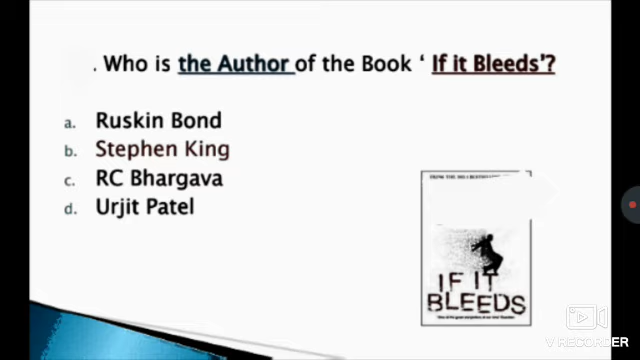 . Who is the Author of the Book ‘ If it Bleeds’?
a. Ruskin Bond
b. Stephen King
c. RC Bhargava
d. Urjit Patel
IF IT
BLEEDS
V RECORDER